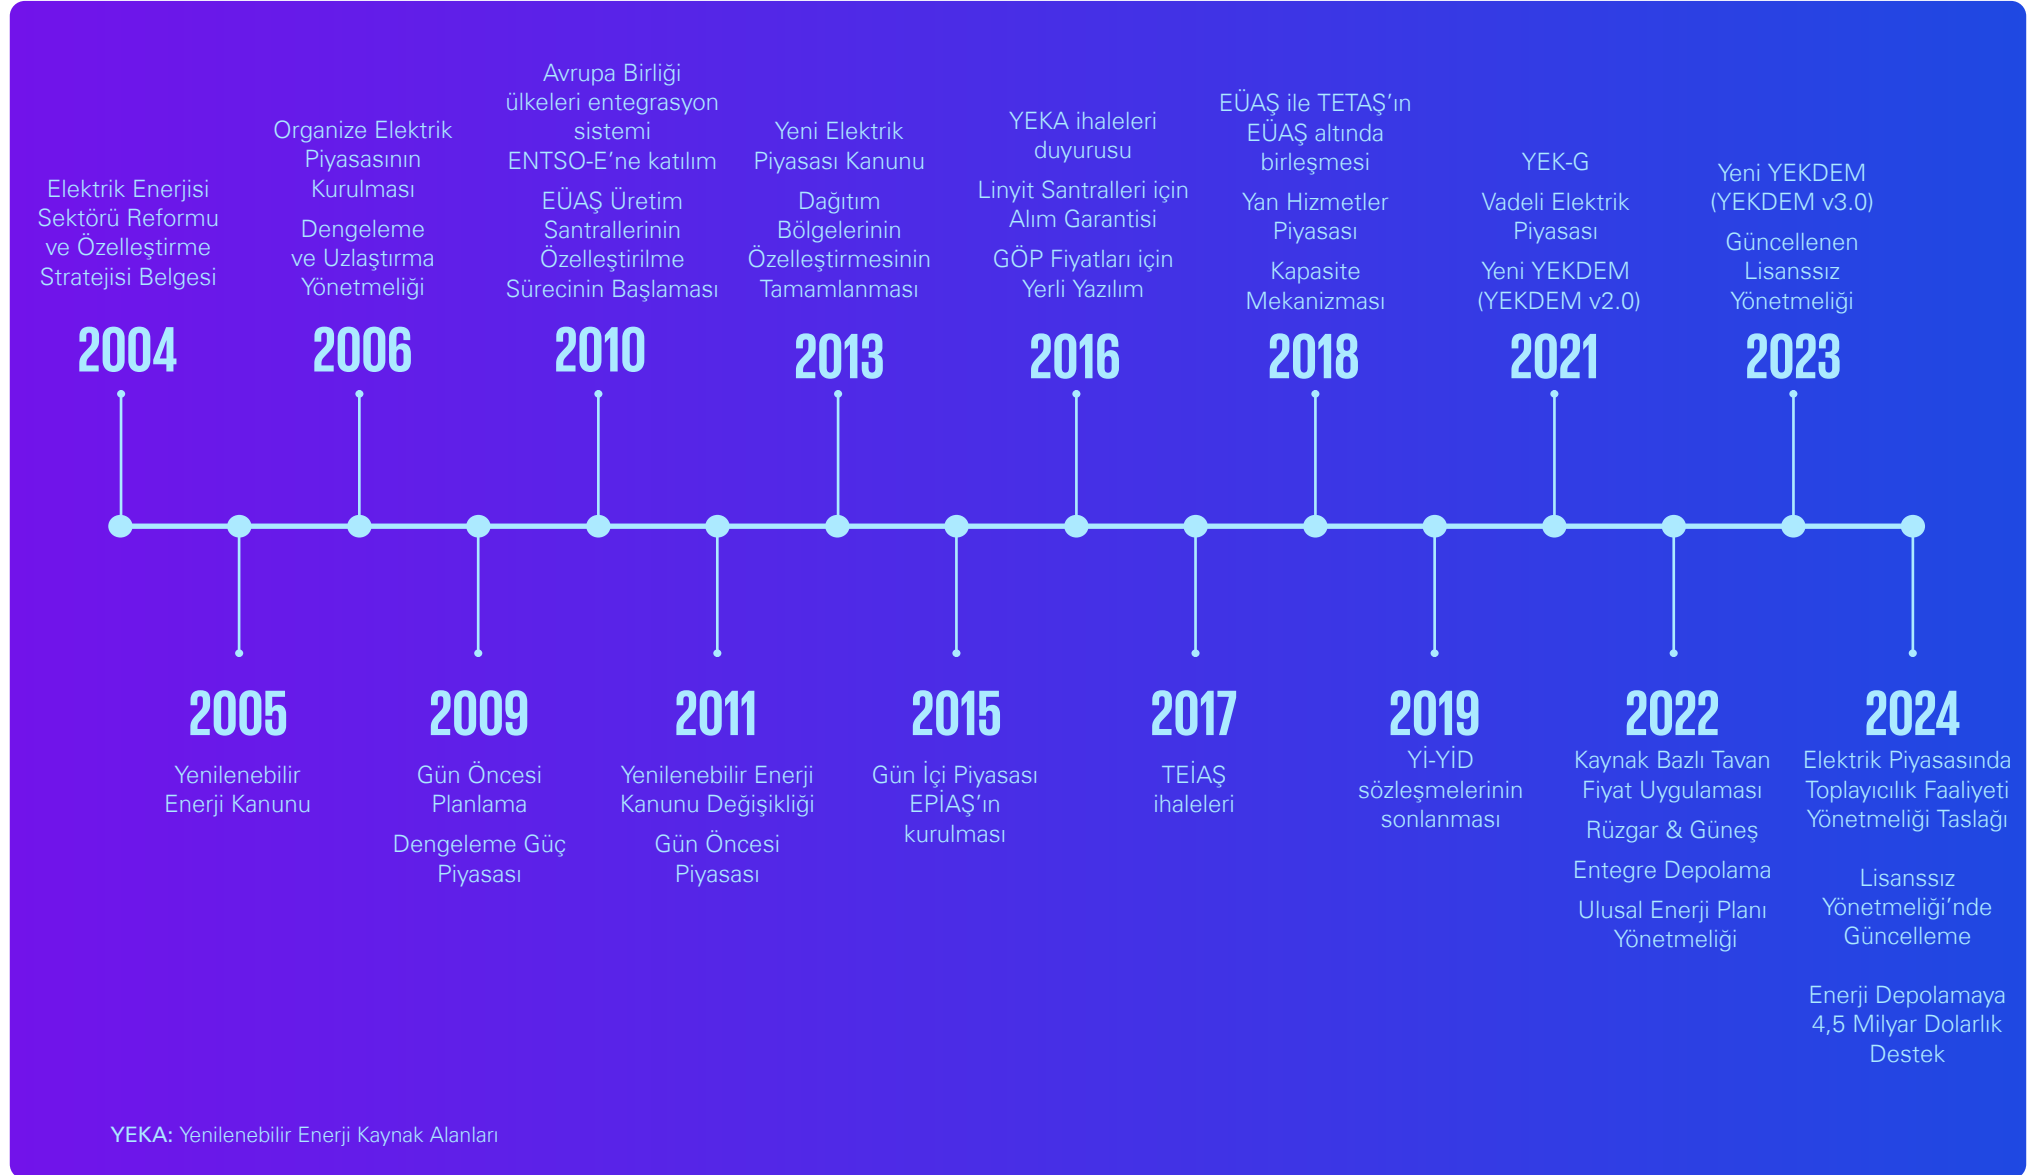 Elektrik Enerjisi
Sektörü Reformu
ve Özelleştirme
Stratejisi Belgesi
2004
Organize Elektrik
Piyasasının
Kurulması
Dengeleme
ve Uzlaştırma
Yönetmeliği
2006
Avrupa Birliği
ülkeleri entegrasyon
sistemi
ENTSO-E’ne katılım
EÜAŞ Üretim
Santrallerinin
Özelleştirilme
Sürecinin Başlaması
2010
Yeni Elektrik
Piyasası Kanunu
Dağıtım
Bölgelerinin
Özelleştirmesinin
Tamamlanması
2013
YEKA ihaleleri
duyurusu
Linyit Santralleri için
Alım Garantisi
GÖP Fiyatları için
Yerli Yazılım
2016
EÜAŞ ile TETAŞ’ın
EÜAŞ altında
birleşmesi
Yan Hizmetler
Piyasası
Kapasite
Mekanizması
2018
YEK-G
Vadeli Elektrik
Piyasası
Yeni YEKDEM
(YEKDEM v2.0)
2021
Yeni YEKDEM
(YEKDEM v3.0)
Güncellenen
Lisanssız
Yönetmeliği
2023
2005
Yenilenebilir
Enerji Kanunu
2009
Gün Öncesi
Planlama
Dengeleme Güç
Piyasası
2011
Yenilenebilir Enerji
Kanunu Değişikliği
Gün Öncesi
Piyasası
2015
Gün İçi Piyasası
EPİAŞ’ın
kurulması
2017
TEİAŞ
ihaleleri
2019
Yİ-YİD
sözleşmelerinin
sonlanması
2022
Kaynak Bazlı Tavan
Fiyat Uygulaması
Rüzgar & Güneş
Entegre Depolama
Ulusal Enerji Planı
Yönetmeliği
2024
Elektrik Piyasasında
Toplayıcılık Faaliyeti
Yönetmeliği Taslağı
Lisanssız
Yönetmeliği’nde
Güncelleme
Enerji Depolamaya
4,5 Milyar Dolarlık
Destek
YEKA: Yenilenebilir Enerji Kaynak Alanları